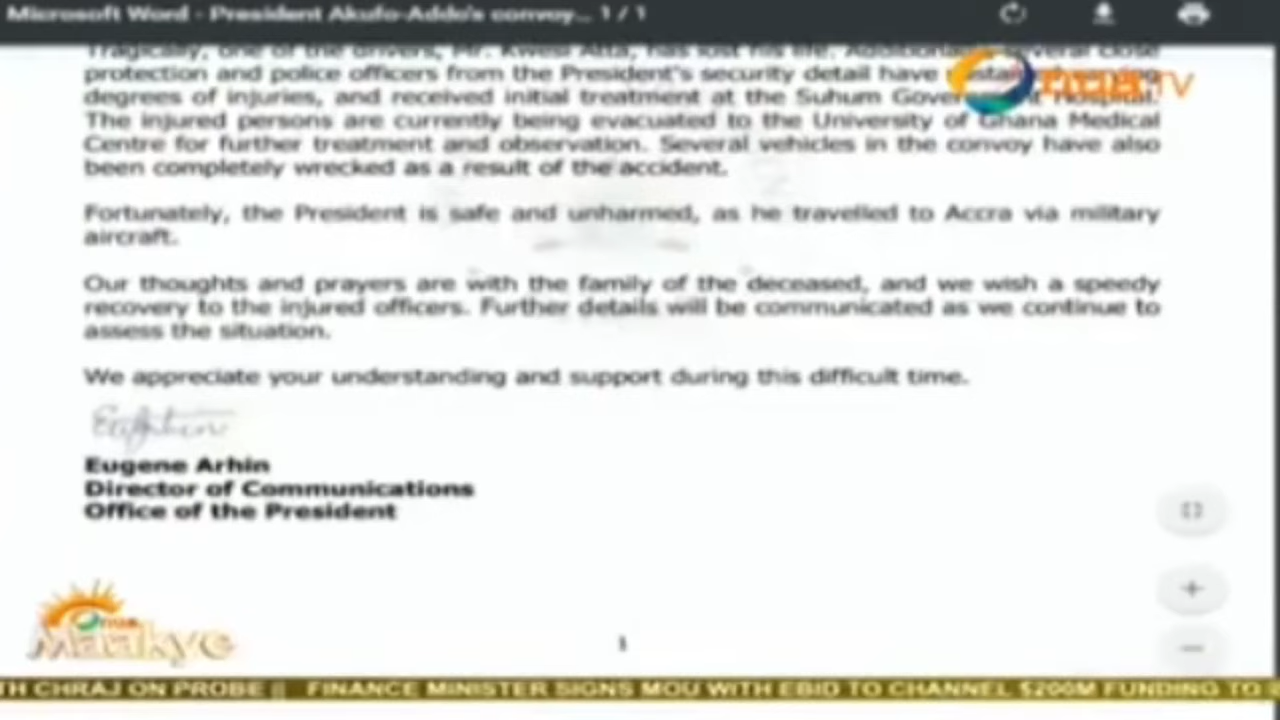 Microsoft Word - President Akufo-Addo's convoy... 1 / 1
Tragically, one of the drivers, Mr. Kwesi Atta, has lost his life. several close
protection and police officers from the President's security detail have
degrees of injuries, and received initial treatment at the Suhum Hospital.
The injured persons are currently being evacuated to the University of Ghana Medical
Centre for further treatment and observation. Several vehicles in the convoy have also
been completely wrecked as a result of the accident.
Fortunately, the President is safe and unharmed, as he travelled to Accra via military
aircraft.
Our thoughts and prayers are with the family of the deceased, and we wish a speedy
recovery to the injured officers. Further details will be communicated as we continue to
assess the situation.
We appreciate your understanding and support during this difficult time.
Eugene Arhin
Director of Communications
Office of the President
TV
Maakye
1
TH CHRAJ ON PROBE || FINANCE MINISTER SIGNS MOU WITH EBID TO CHANNEL $200M FUNDING TO